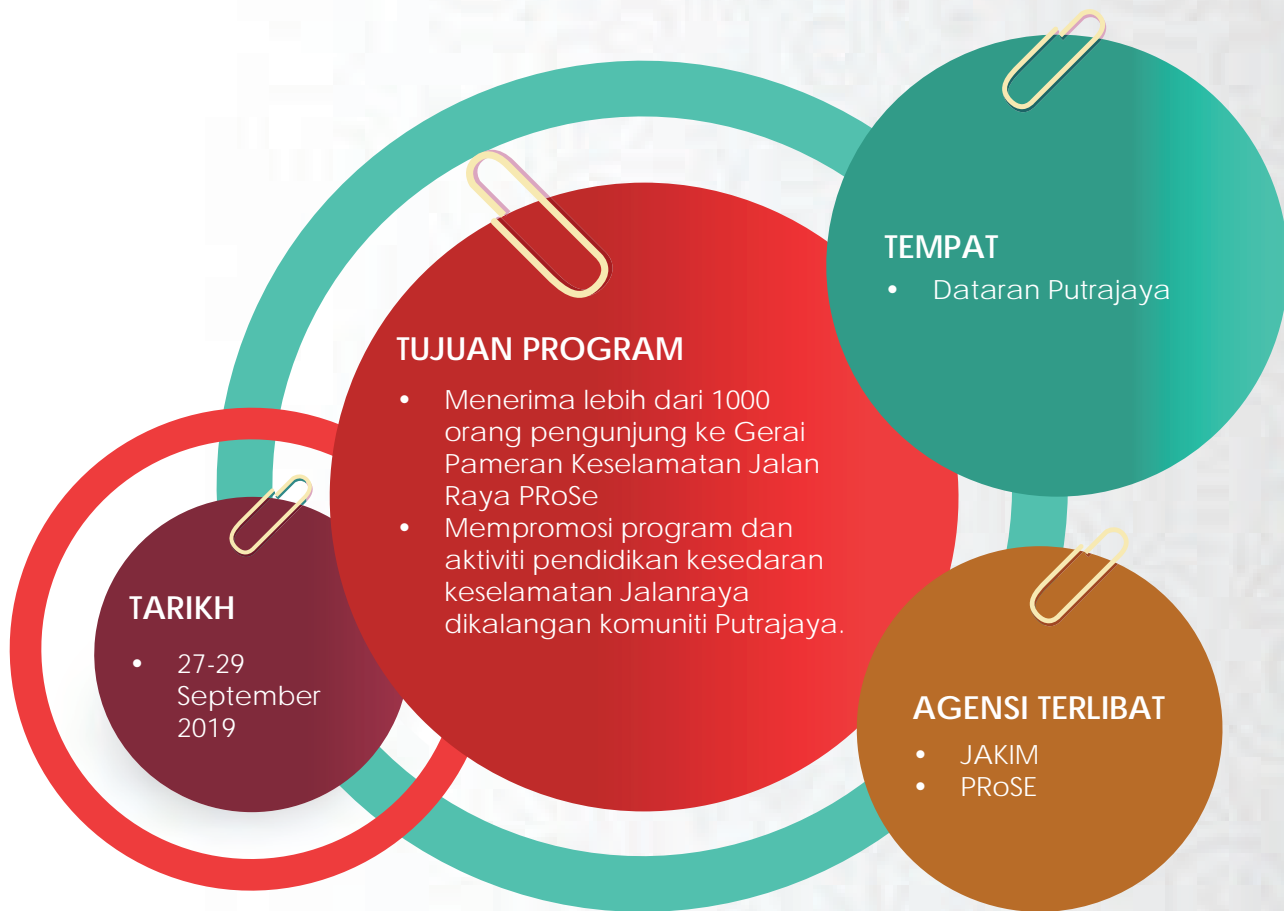 TEMPAT
• Dataran Putrajaya
TUJUAN PROGRAM
• Menerima lebih dari 1000
orang pengunjung ke Gerai
Pameran Keselamatan Jalan
Raya PRoSe
• Mempromosi program dan
aktiviti pendidikan kesedaran
keselamatan Jalanraya
dikalangan komuniti Putrajaya.
TARIKH
• 27-29
September
2019
AGENSI TERLIBAT
• JAKIM
• PRoSE